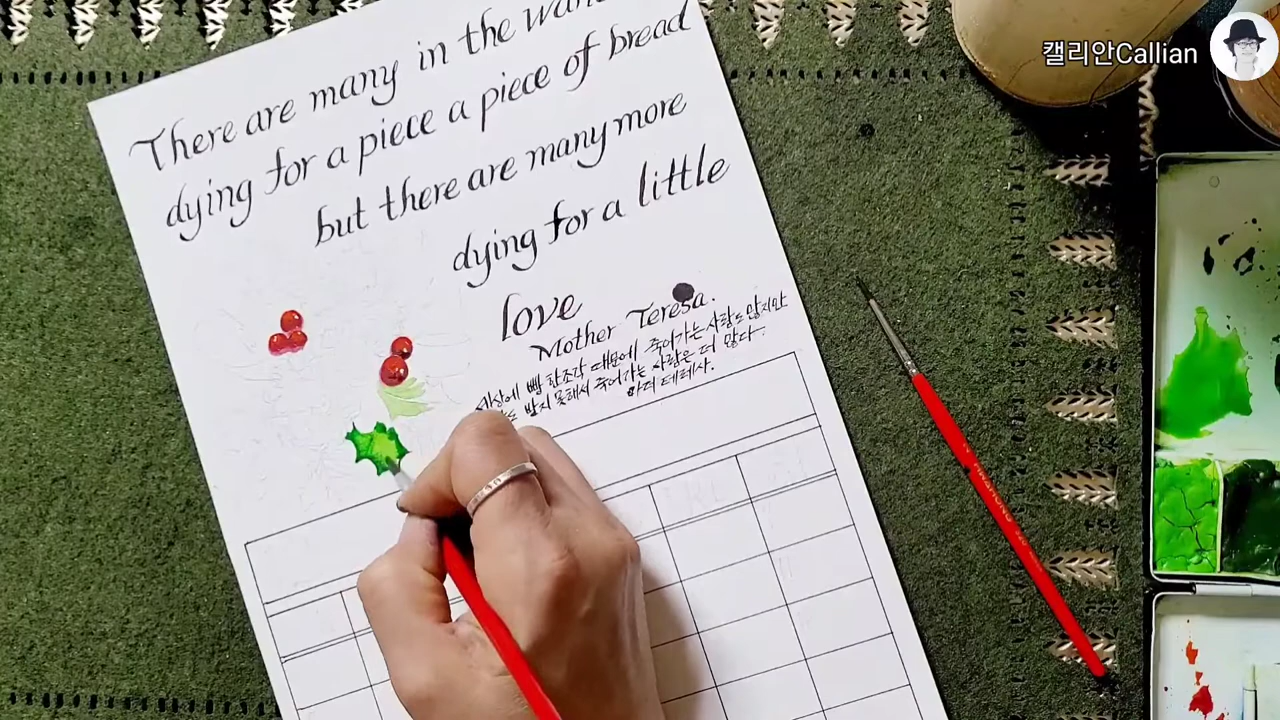 캘리안Callian
There are many in the
dying for a piece a piece of bread
but there are many more
dying for a little
love
Mother Teresa.
세상에 빵 한조각 때문에 죽어가는 사람도 많지만
받지 못해서 죽어가는 사람은 더 많다.
마더 테레사.